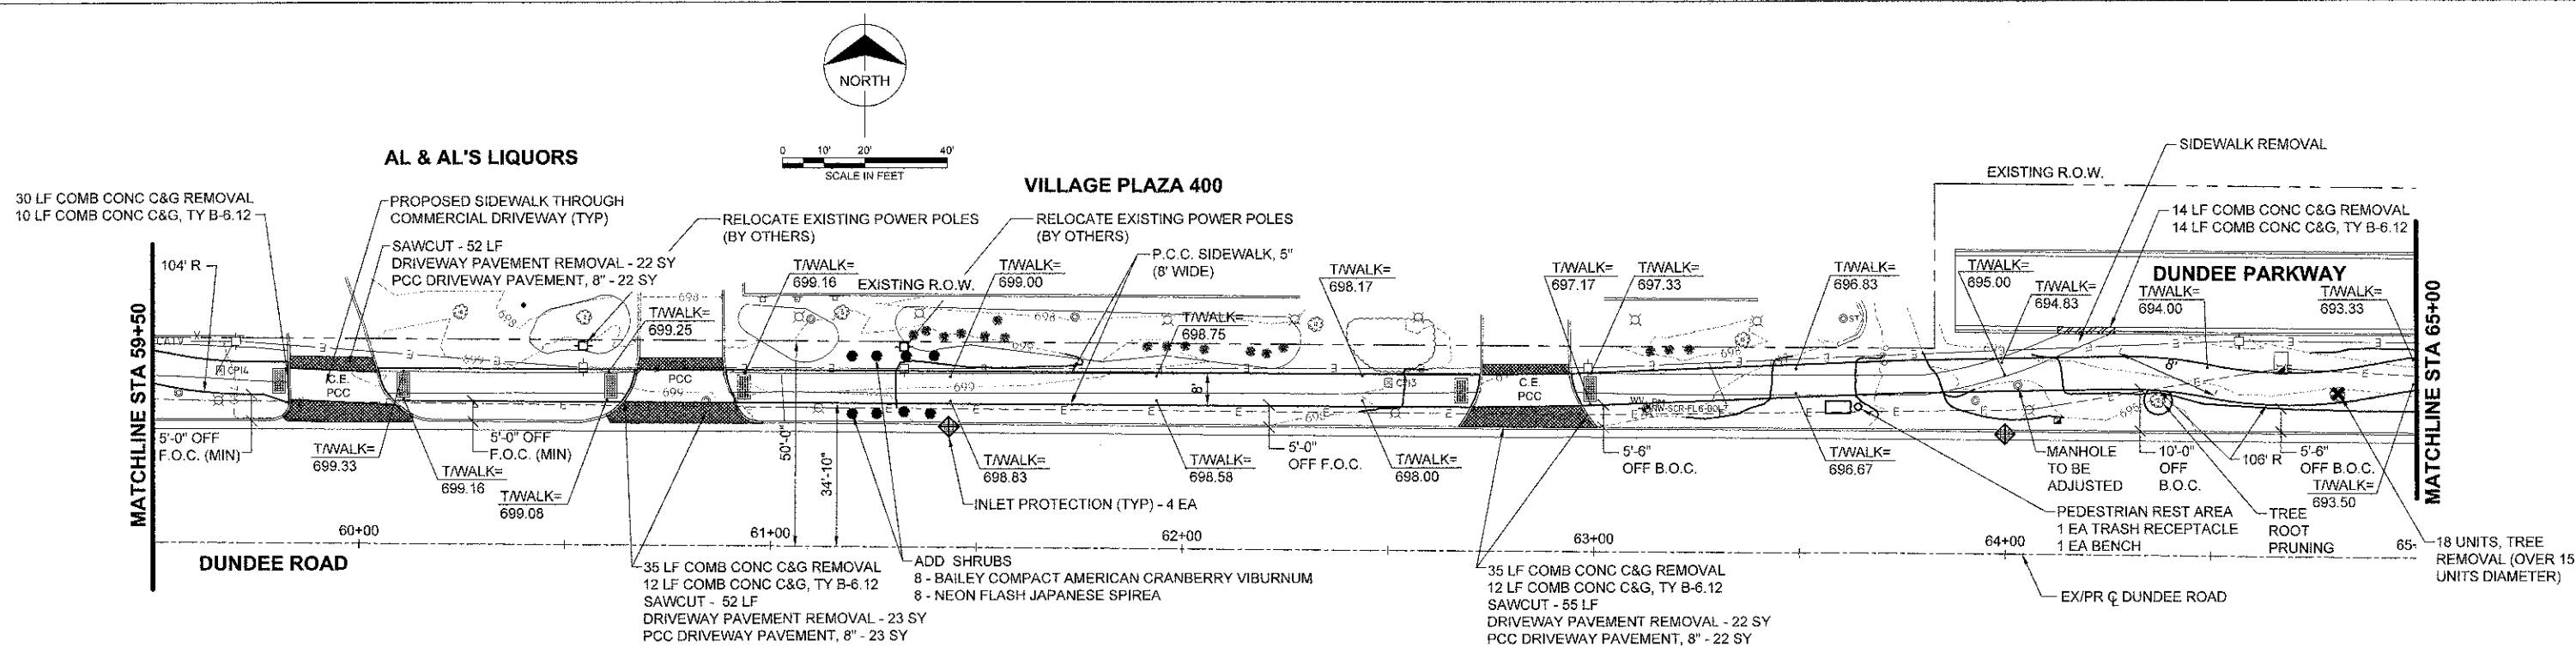 NORTH
0 10' 20' 40'
SCALE IN FEET
AL & AL'S LIQUORS
VILLAGE PLAZA 400
30 LF COMB CONC C&G REMOVAL
10 LF COMB CONC C&G, TY B-6.12
PROPOSED SIDEWALK THROUGH
COMMERCIAL DRIVEWAY (TYP)
SAWCUT - 52 LF
DRIVEWAY PAVEMENT REMOVAL - 22 SY
PCC DRIVEWAY PAVEMENT, 8" - 22 SY
RELOCATE EXISTING POWER POLES
(BY OTHERS)
RELOCATE EXISTING POWER POLES
(BY OTHERS)
P.C.C. SIDEWALK, 5"
(8' WIDE)
EXISTING R.O.W.
EXISTING R.O.W.
SIDEWALK REMOVAL
14 LF COMB CONC C&G REMOVAL
14 LF COMB CONC C&G, TY B-6.12
DUNDEE PARKWAY
MATCHLINE STA 59+50
MATCHLINE STA 65+00
104' R
T/WALK=
699.25
T/WALK=
699.16
T/WALK=
699.00
T/WALK=
698.75
T/WALK=
698.17
T/WALK=
697.17
T/WALK=
697.33
T/WALK=
696.83
T/WALK=
695.00
T/WALK=
694.83
T/WALK=
694.00
T/WALK=
693.33
CATV
CP14
C.E.
PCC
PCC
699
699
698
698
698
699
8'
CP13
C.E.
PCC
698
698
ST
8'
5'-0" OFF
F.O.C. (MIN)
T/WALK=
699.33
T/WALK=
699.16
5'-0" OFF
F.O.C. (MIN)
T/WALK=
699.08
50'-0"
34'-10"
T/WALK=
698.83
INLET PROTECTION (TYP) - 4 EA
T/WALK=
698.58
5'-0"
OFF F.O.C.
T/WALK=
698.00
5'-6"
OFF B.O.C.
T/WALK=
696.67
MANHOLE
TO BE
ADJUSTED
10'-0"
OFF
B.O.C.
106' R
5'-6"
OFF B.O.C.
T/WALK=
693.50
PEDESTRIAN REST AREA
1 EA TRASH RECEPTACLE
1 EA BENCH
TREE
ROOT
PRUNING
18 UNITS, TREE
REMOVAL (OVER 15
UNITS DIAMETER)
60+00
61+00
62+00
63+00
64+00
65-
DUNDEE ROAD
35 LF COMB CONC C&G REMOVAL
12 LF COMB CONC C&G, TY B-6.12
SAWCUT - 52 LF
DRIVEWAY PAVEMENT REMOVAL - 23 SY
PCC DRIVEWAY PAVEMENT, 8" - 23 SY
ADD SHRUBS
8 - BAILEY COMPACT AMERICAN CRANBERRY VIBURNUM
8 - NEON FLASH JAPANESE SPIREA
35 LF COMB CONC C&G REMOVAL
12 LF COMB CONC C&G, TY B-6.12
SAWCUT - 55 LF
DRIVEWAY PAVEMENT REMOVAL - 22 SY
PCC DRIVEWAY PAVEMENT, 8" - 22 SY
EX/PR ℄ DUNDEE ROAD